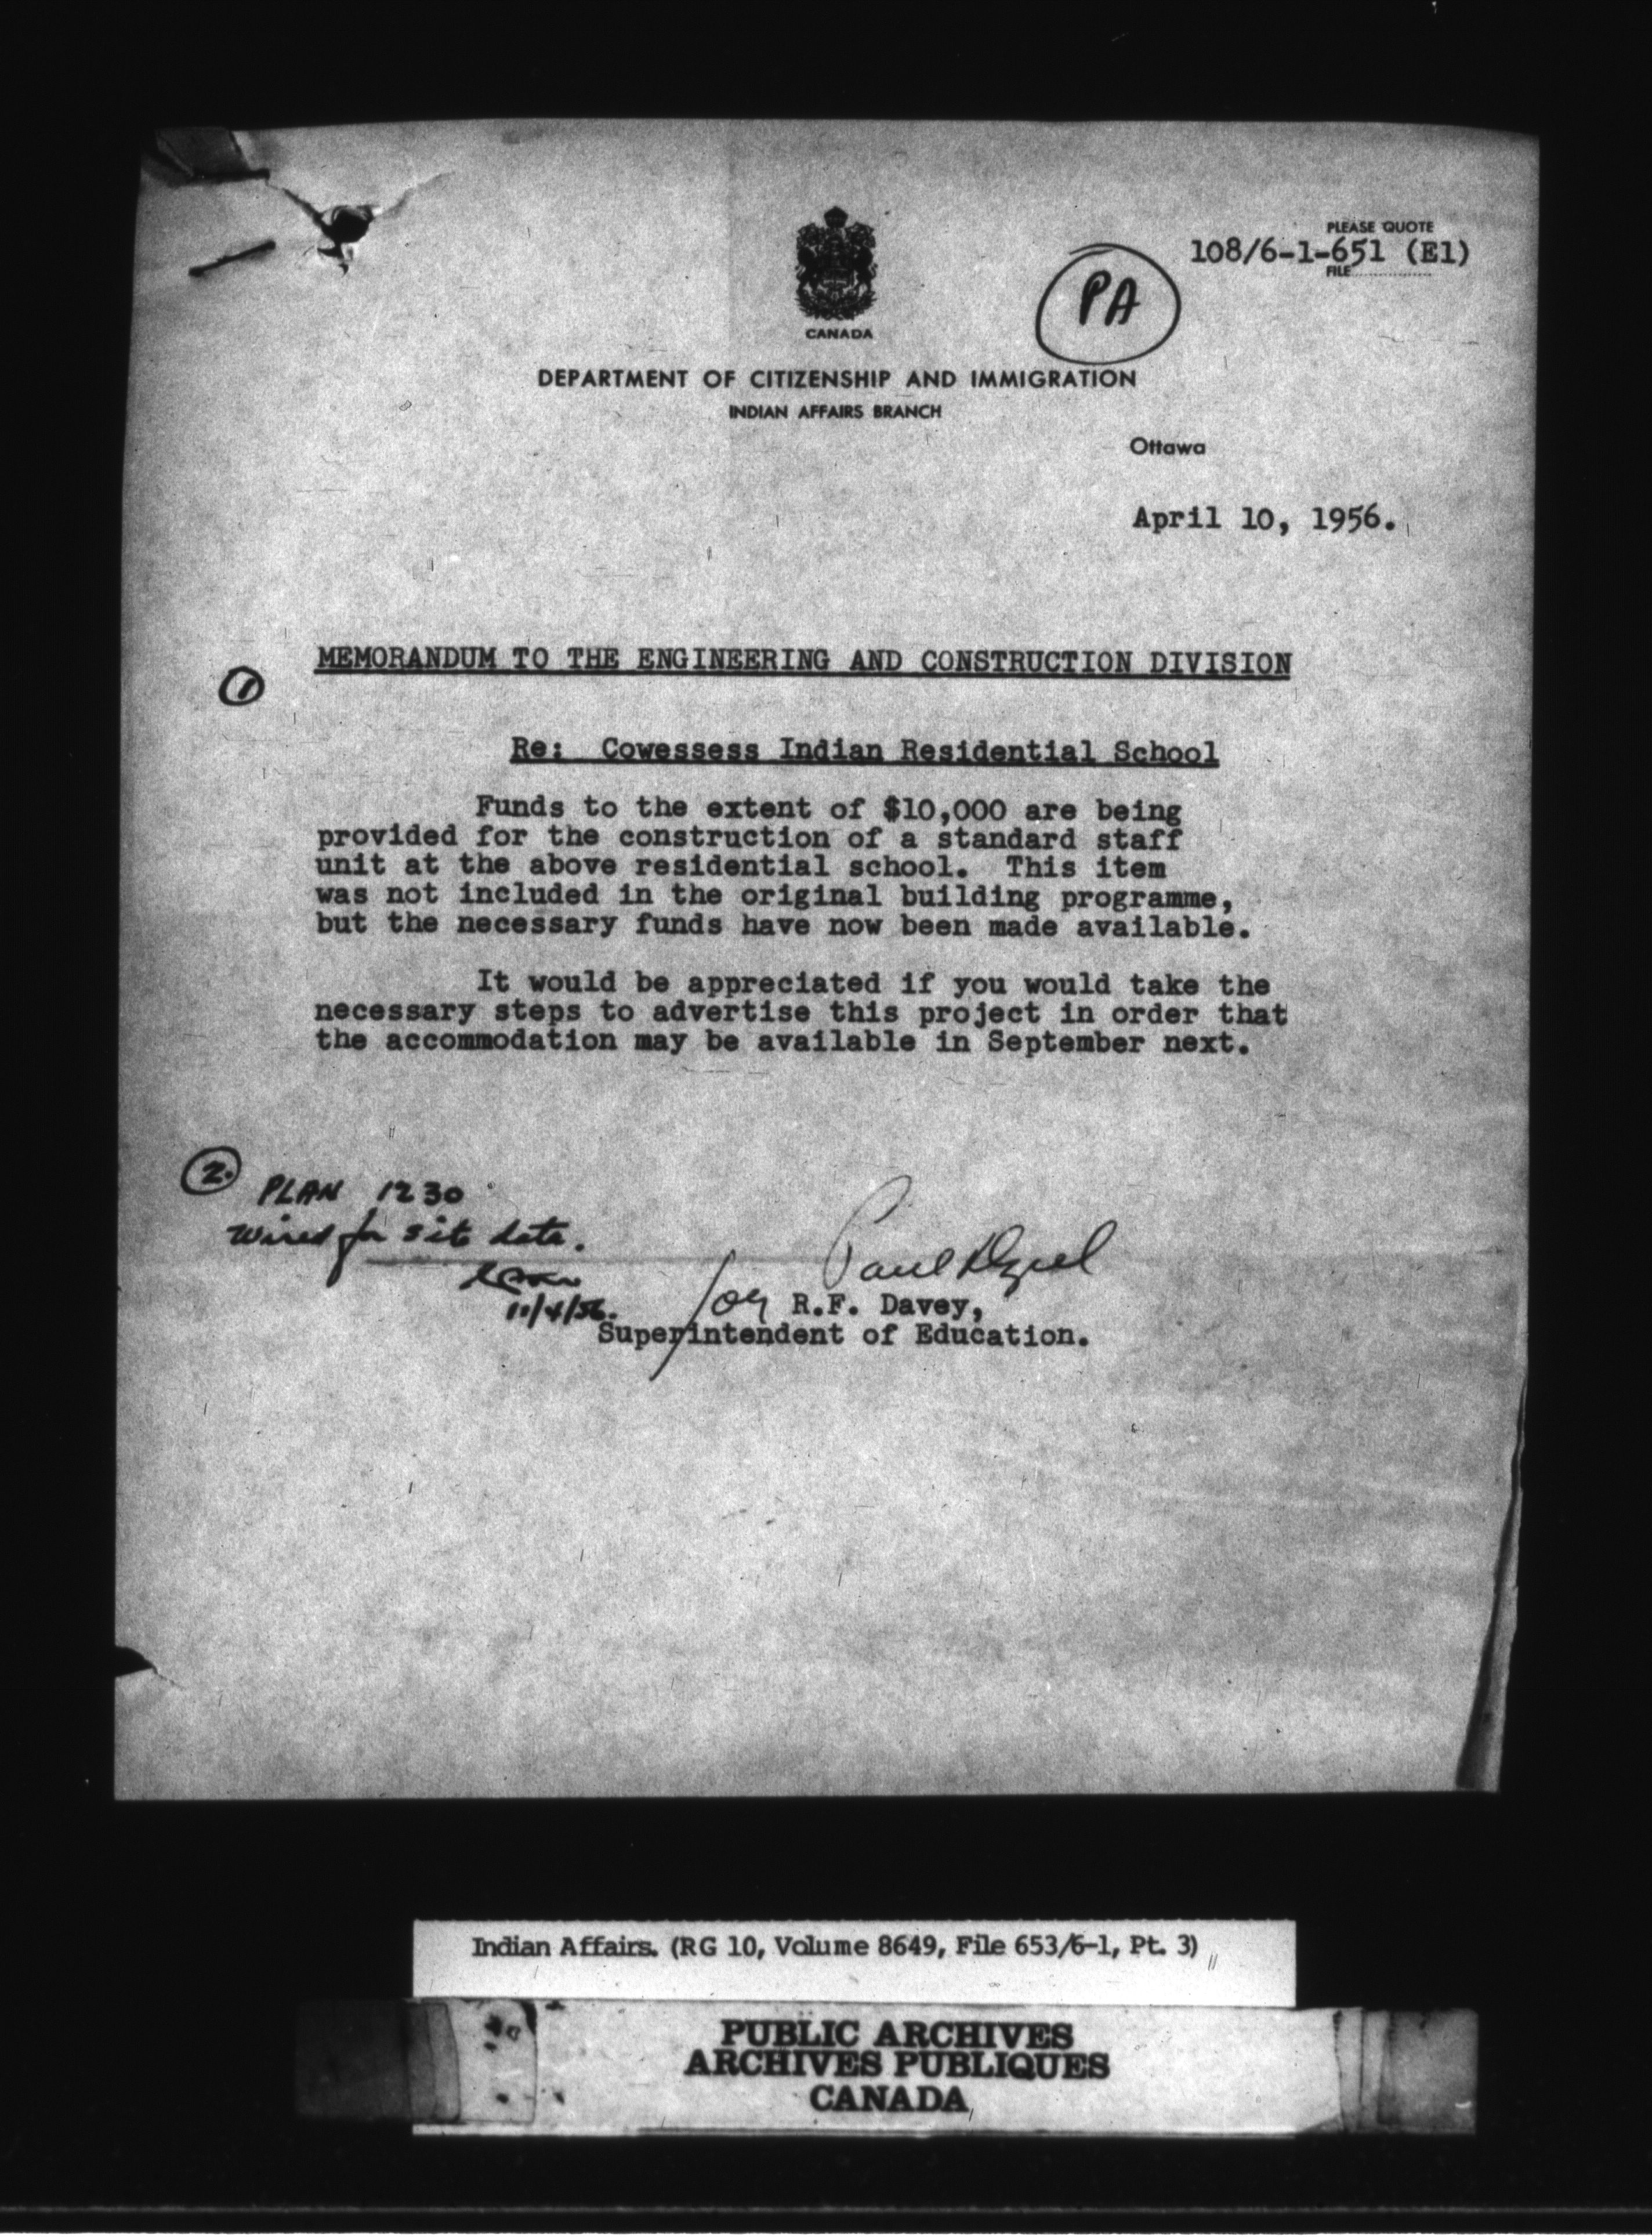 PLEASE QUOTE
108/6-1-651 (E1)
FILE
PA
CANADA
DEPARTMENT OF CITIZENSHIP AND IMMIGRATION
INDIAN AFFAIRS BRANCH
Ottawa
April 10, 1956.
MEMORANDUM TO THE ENGINEERING AND CONSTRUCTION DIVISION
1
Re: Cowessess Indian Residential School
Funds to the extent of $10,000 are being
provided for the construction of a standard staff
unit at the above residential school. This item
was not included in the original building programme,
but the necessary funds have now been made available.
It would be appreciated if you would take the
necessary steps to advertise this project in order that
the accommodation may be available in September next.
2.
PLAN 1230
Wired for site data.
11/4/56.
Paul
for R.F. Davey,
Superintendent of Education.
Indian Affairs. (RG 10, Volume 8649, File 653/6-1, Pt. 3)
PUBLIC ARCHIVES
ARCHIVES PUBLIQUES
CANADA